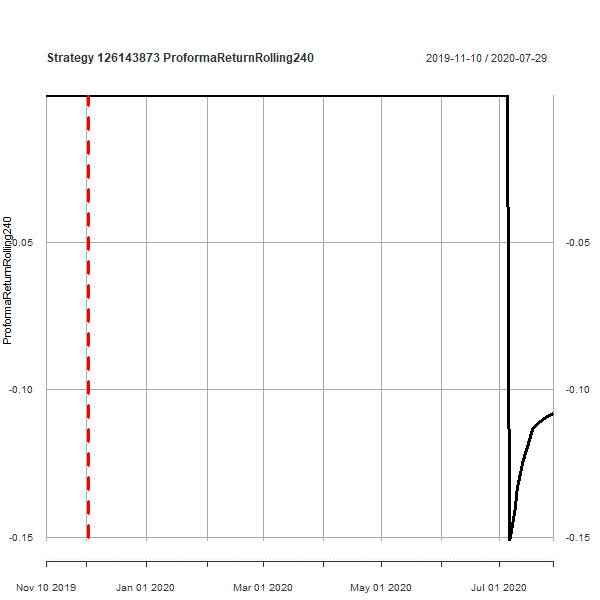 Strategy 126143873 ProformaReturnRolling240
2019-11-10 / 2020-07-29
ProformaReturnRolling240
-0.05
-0.05
-0.10
-0.10
-0.15
-0.15
Nov 10 2019
Jan 01 2020
Mar 01 2020
May 01 2020
Jul 01 2020